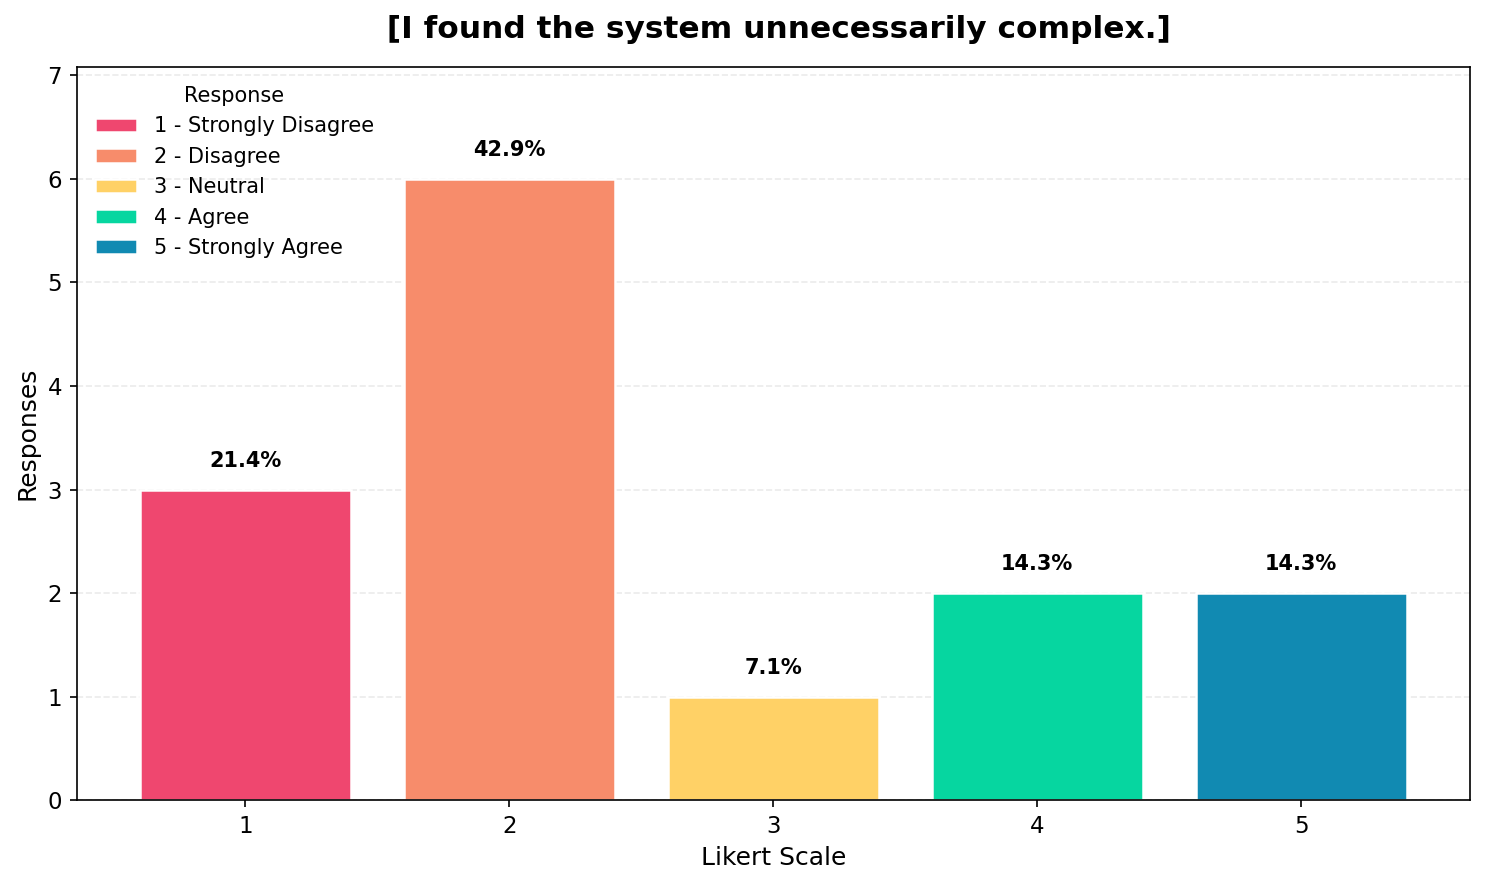 [I found the system unnecessarily complex.]
Response
1 - Strongly Disagree
2 - Disagree
3 - Neutral
4 - Agree
5 - Strongly Agree
7
6
5
4
3
2
1
0
Responses
21.4%
42.9%
7.1%
14.3%
14.3%
1
2
3
4
5
Likert Scale